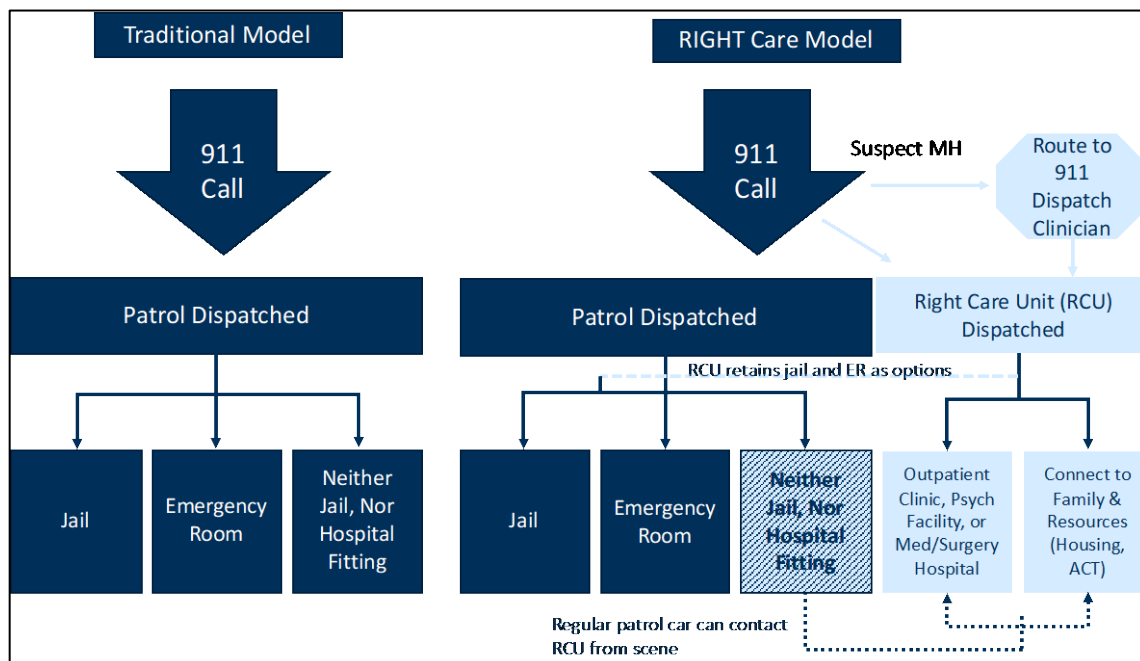 Traditional Model
911
Call
Patrol Dispatched
Jail
Emergency
Room
Neither
Jail, Nor
Hospital
Fitting
RIGHT Care Model
911
Call
Suspect MH
Route to
911
Dispatch
Clinician
Patrol Dispatched
Right Care Unit (RCU)
Dispatched
RCU retains jail and ER as options
Jail
Emergency
Room
Neither
Jail, Nor
Hospital
Fitting
Outpatient
Clinic, Psych
Facility, or
Med/Surgery
Hospital
Connect to
Family &
Resources
(Housing,
ACT)
Regular patrol car can contact
RCU from scene